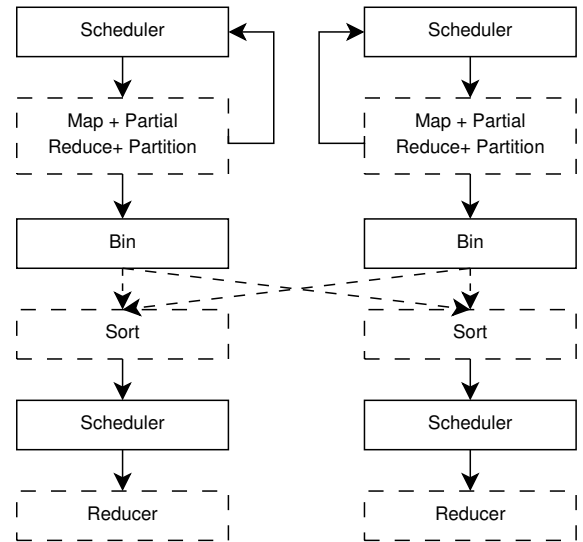 Scheduler
Scheduler
Map + Partial
Reduce+ Partition
Map + Partial
Reduce+ Partition
Bin
Bin
Sort
Sort
Scheduler
Scheduler
Reducer
Reducer